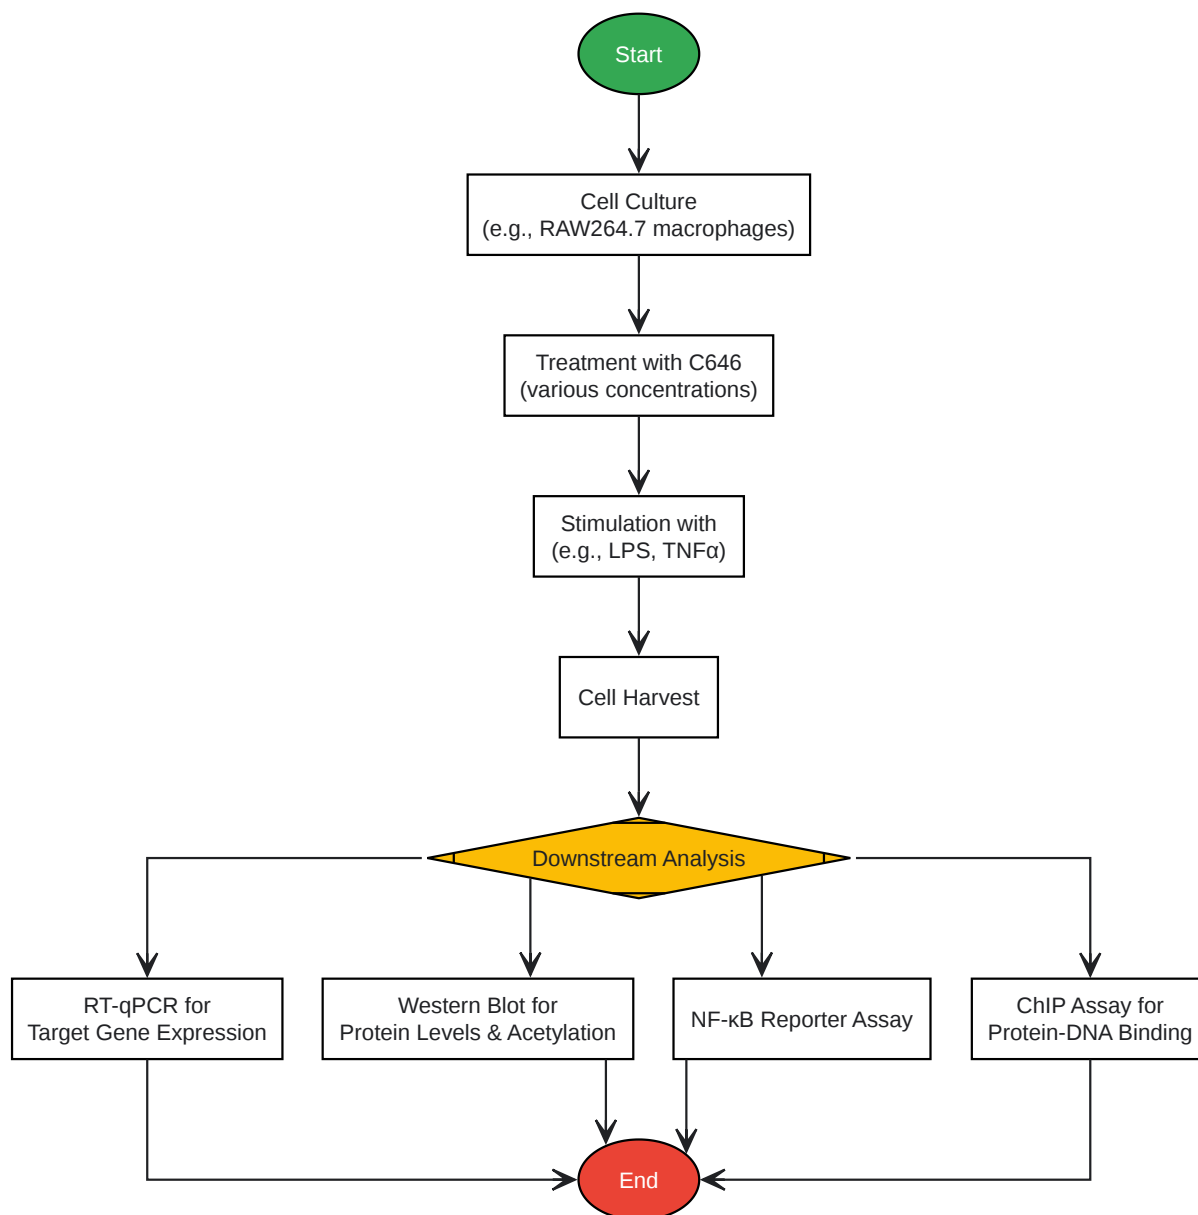 Start
Cell Culture
(e.g., RAW264.7 macrophages)
Treatment with C646
(various concentrations)
Stimulation with
(e.g., LPS, TNFα)
Cell Harvest
Downstream Analysis
RT-qPCR for
Target Gene Expression
Western Blot for
Protein Levels & Acetylation
NF-κB Reporter Assay
ChIP Assay for
Protein-DNA Binding
End